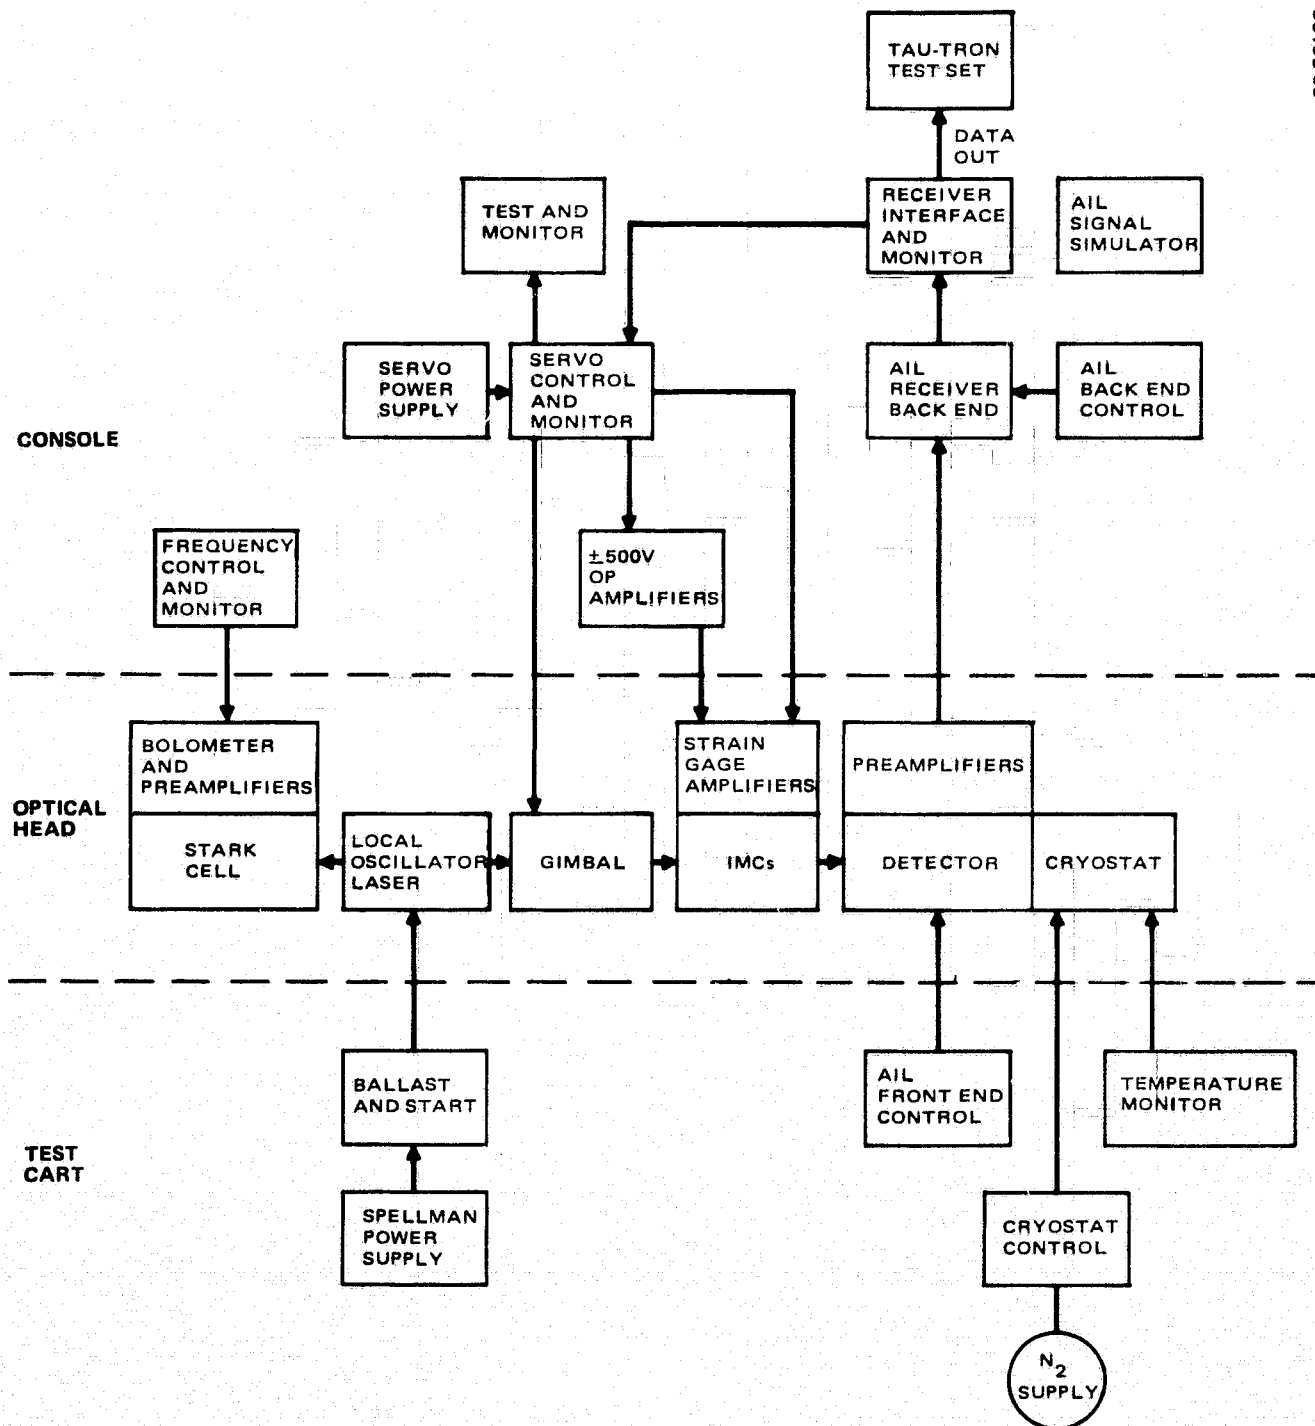 TAU-TRON
TEST SET
DATA
OUT
TEST AND
MONITOR
RECEIVER
INTERFACE
AND
MONITOR
AIL
SIGNAL
SIMULATOR
SERVO
POWER
SUPPLY
SERVO
CONTROL
AND
MONITOR
AIL
RECEIVER
BACK END
AIL
BACK END
CONTROL
CONSOLE
FREQUENCY
CONTROL
AND
MONITOR
±500V
OP
AMPLIFIERS
BOLOMETER
AND
PREAMPLIFIERS
STRAIN
GAGE
AMPLIFIERS
PREAMPLIFIERS
OPTICAL
HEAD
STARK
CELL
LOCAL
OSCILLATOR
LASER
GIMBAL
IMCs
DETECTOR
CRYOSTAT
BALLAST
AND START
AIL
FRONT END
CONTROL
TEMPERATURE
MONITOR
TEST
CART
SPELLMAN
POWER
SUPPLY
CRYOSTAT
CONTROL
N2
SUPPLY